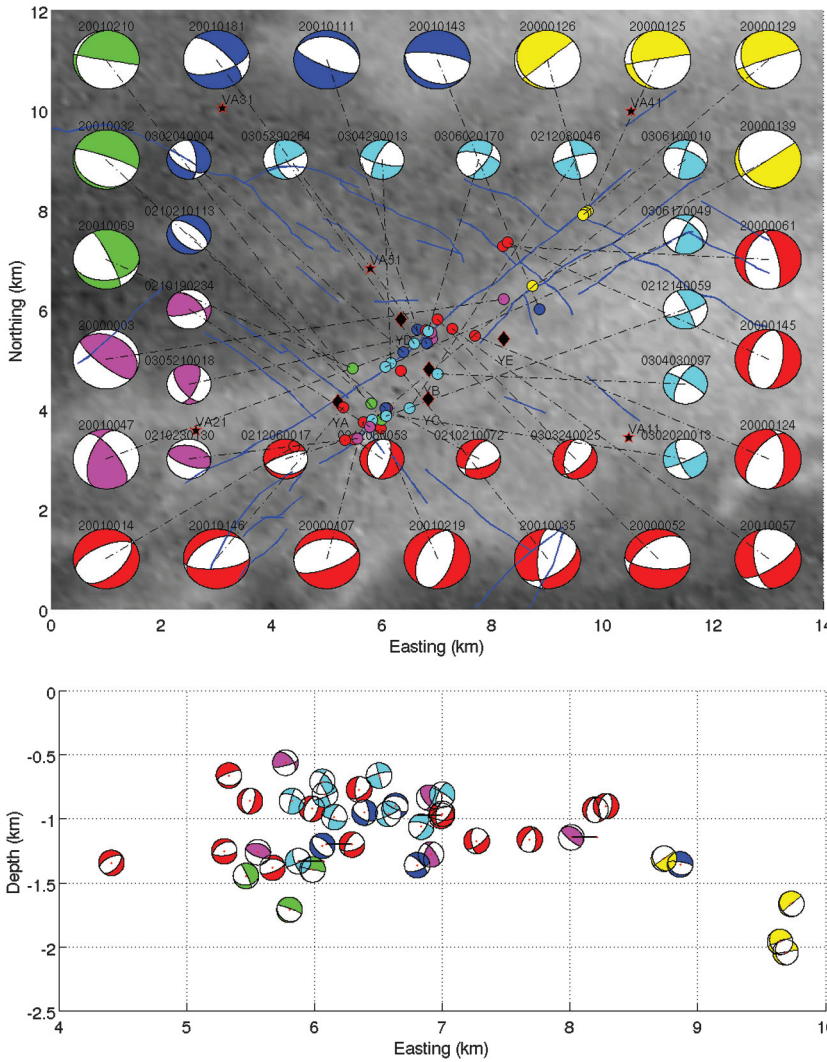 12
20010210 20010181 20010111 20010143 20000126 20000125 20000129
10
VA31 VA41
20010032 0302040004 0305290264 0304290013 0306020170 0212080046 0306100010 20000139
8
20010069 0210210113 0306170049 20000061
VA51
0210190234 0212140059
6
20000003 YD YE 20000145
0305210018 0304030097
YB
4
20010047 VA21 YA YC VA11 20000124
0210230130 0212060017 0210210072 0303240025 0302020013
2
20010014 20010146 20000107 20010219 20010035 20000052 20010057
0
0 2 4 6 8 10 12 14
Northing (km)
Easting (km)
0
-0.5
-1
-1.5
-2
-2.5
4 5 6 7 8 9 10
Depth (km)
Easting (km)